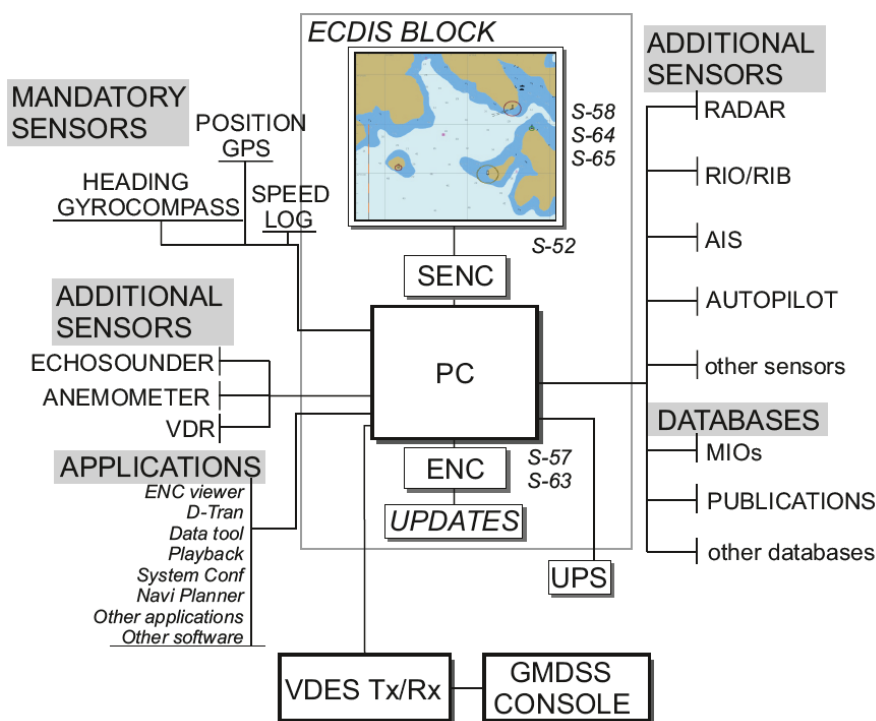 ECDIS BLOCK
S-58
S-64
S-65
S-52
SENC
PC
ENC
S-57
S-63
UPDATES
MANDATORY
SENSORS
POSITION
GPS
HEADING
GYROCOMPASS
SPEED
LOG
ADDITIONAL
SENSORS
ECHOSOUNDER
ANEMOMETER
VDR
APPLICATIONS
ENC viewer
D-Tran
Data tool
Playback
System Conf
Navi Planner
Other applications
Other software
ADDITIONAL
SENSORS
RADAR
RIO/RIB
AIS
AUTOPILOT
other sensors
DATABASES
MIOs
PUBLICATIONS
other databases
UPS
VDES Tx/Rx
GMDSS
CONSOLE